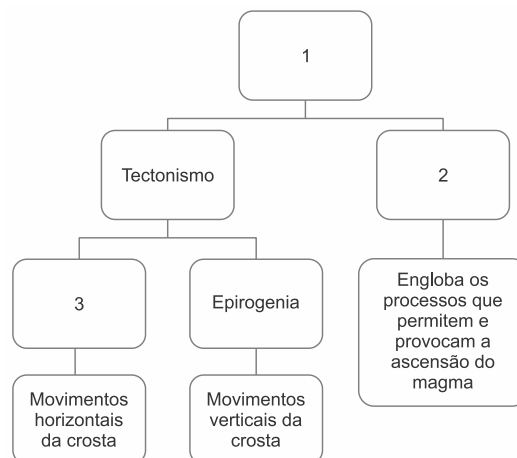 1
Tectonismo
2
3
Epirogenia
Engloba os
processos que
permitem e
provocam a
ascensão do
magma
Movimentos
horizontais
da crosta
Movimentos
verticais da
crosta